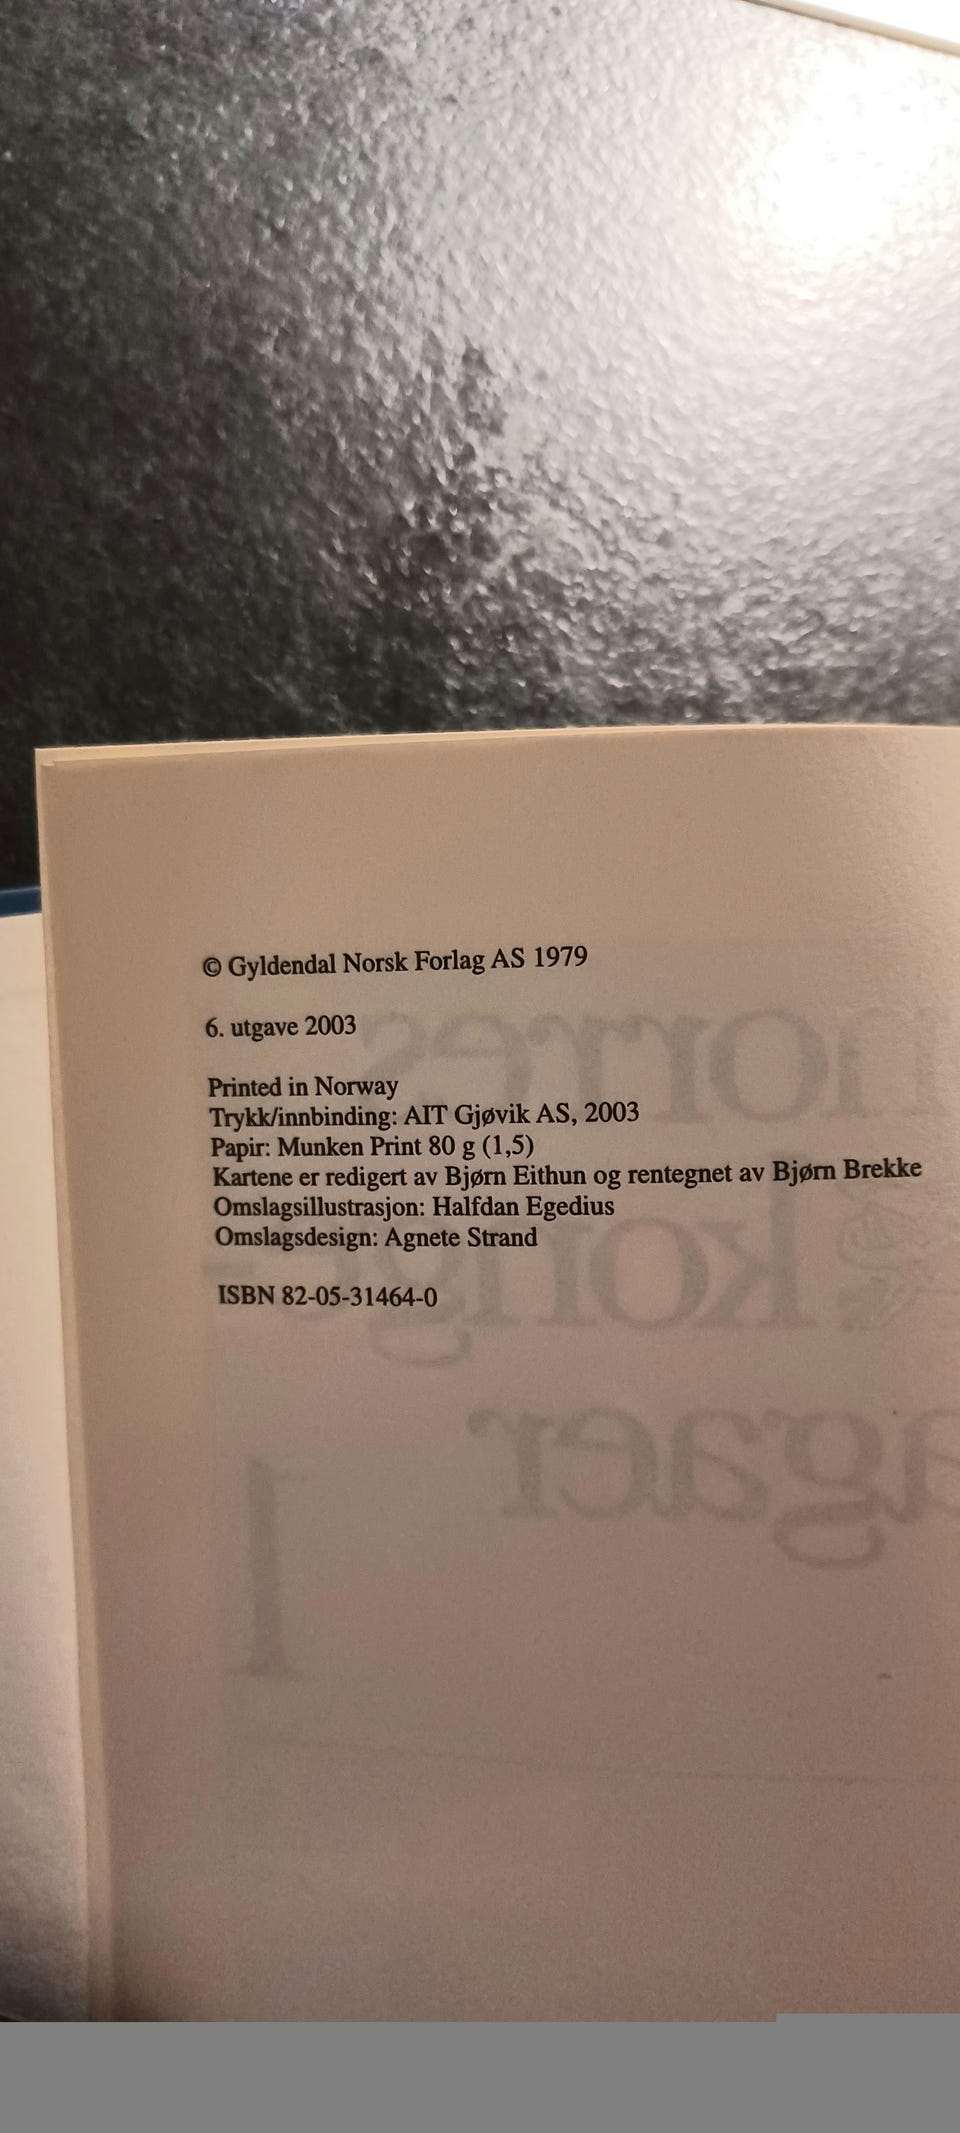 © Gyldendal Norsk Forlag AS 1979
6. utgave 2003
Printed in Norway
Trykk/innbinding: AIT Gjøvik AS, 2003
Papir: Munken Print 80 g (1,5)
Kartene er redigert av Bjørn Eithun og rentegnet av Bjørn Brekke
Omslagsillustrasjon: Halfdan Egedius
Omslagsdesign: Agnete Strand
ISBN 82-05-31464-0